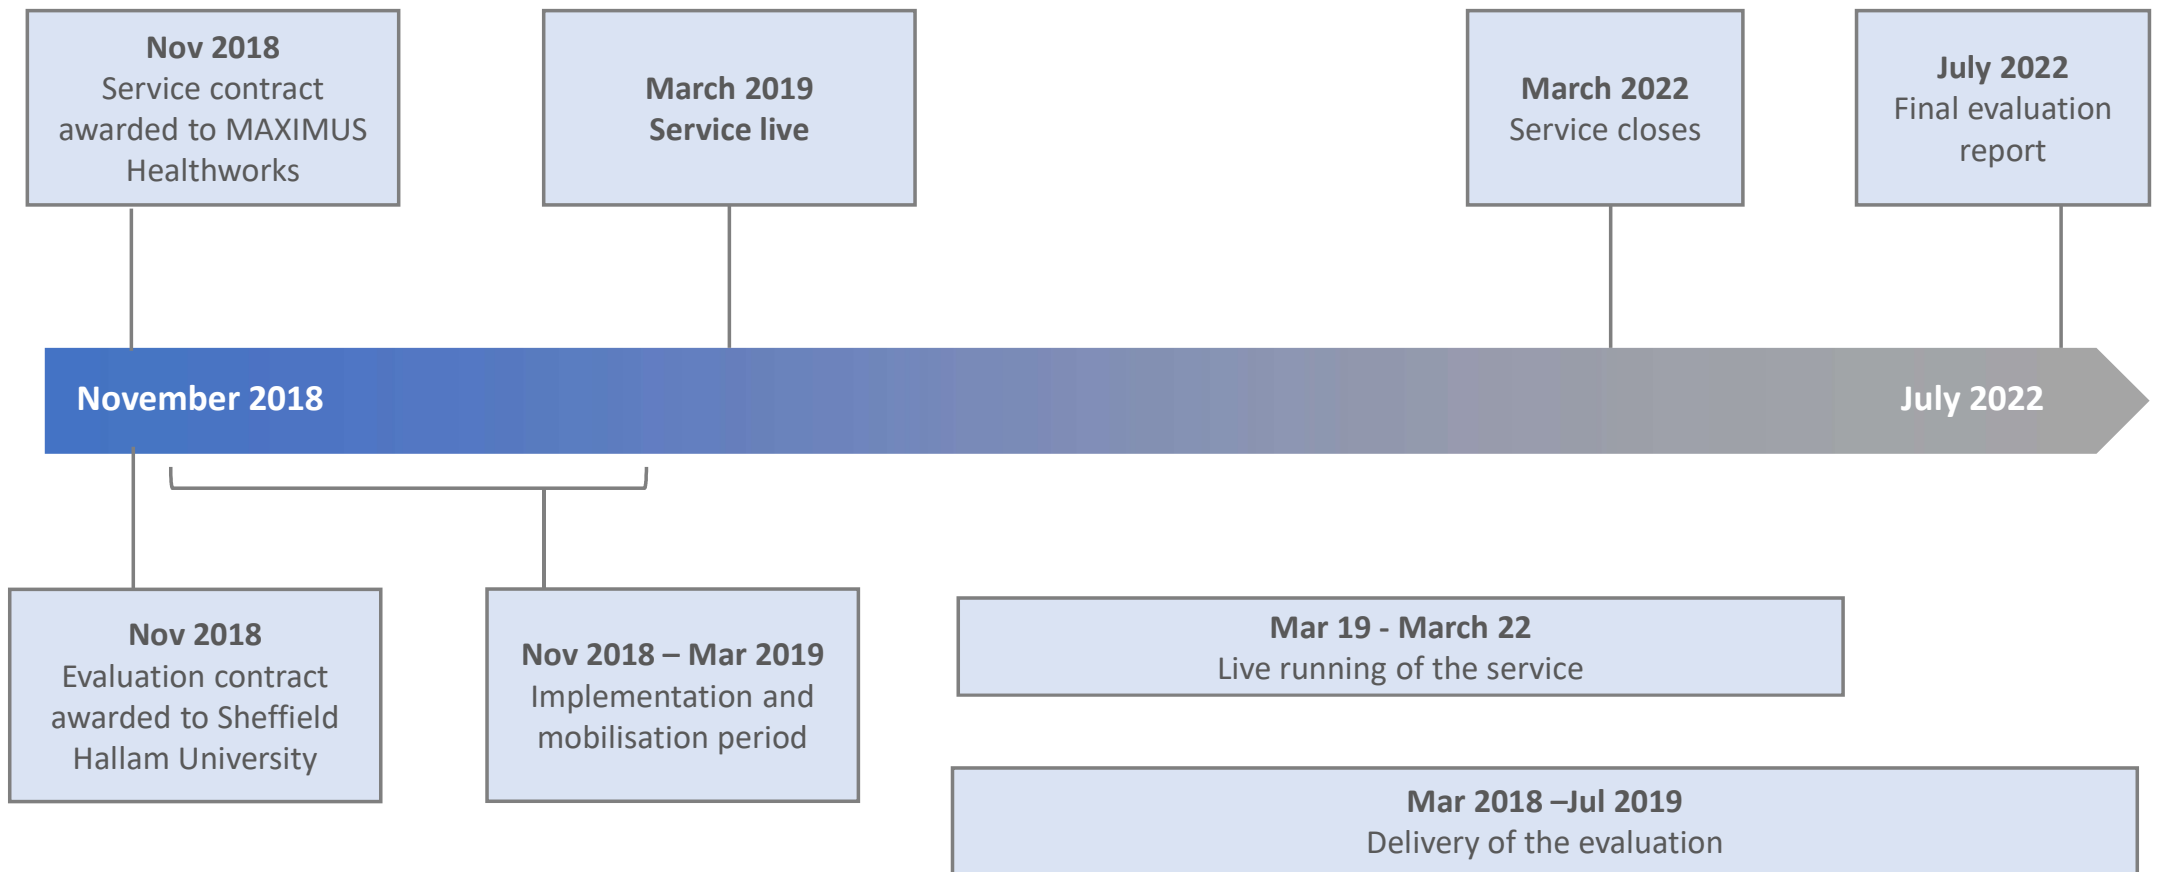 Nov 2018
Service contract
awarded to MAXIMUS
Healthworks
March 2019
Service live
March 2022
Service closes
July 2022
Final evaluation
report
November 2018
July 2022
Nov 2018
Evaluation contract
awarded to Sheffield
Hallam University
Nov 2018 – Mar 2019
Implementation and
mobilisation period
Mar 19 - March 22
Live running of the service
Mar 2018 –Jul 2019
Delivery of the evaluation